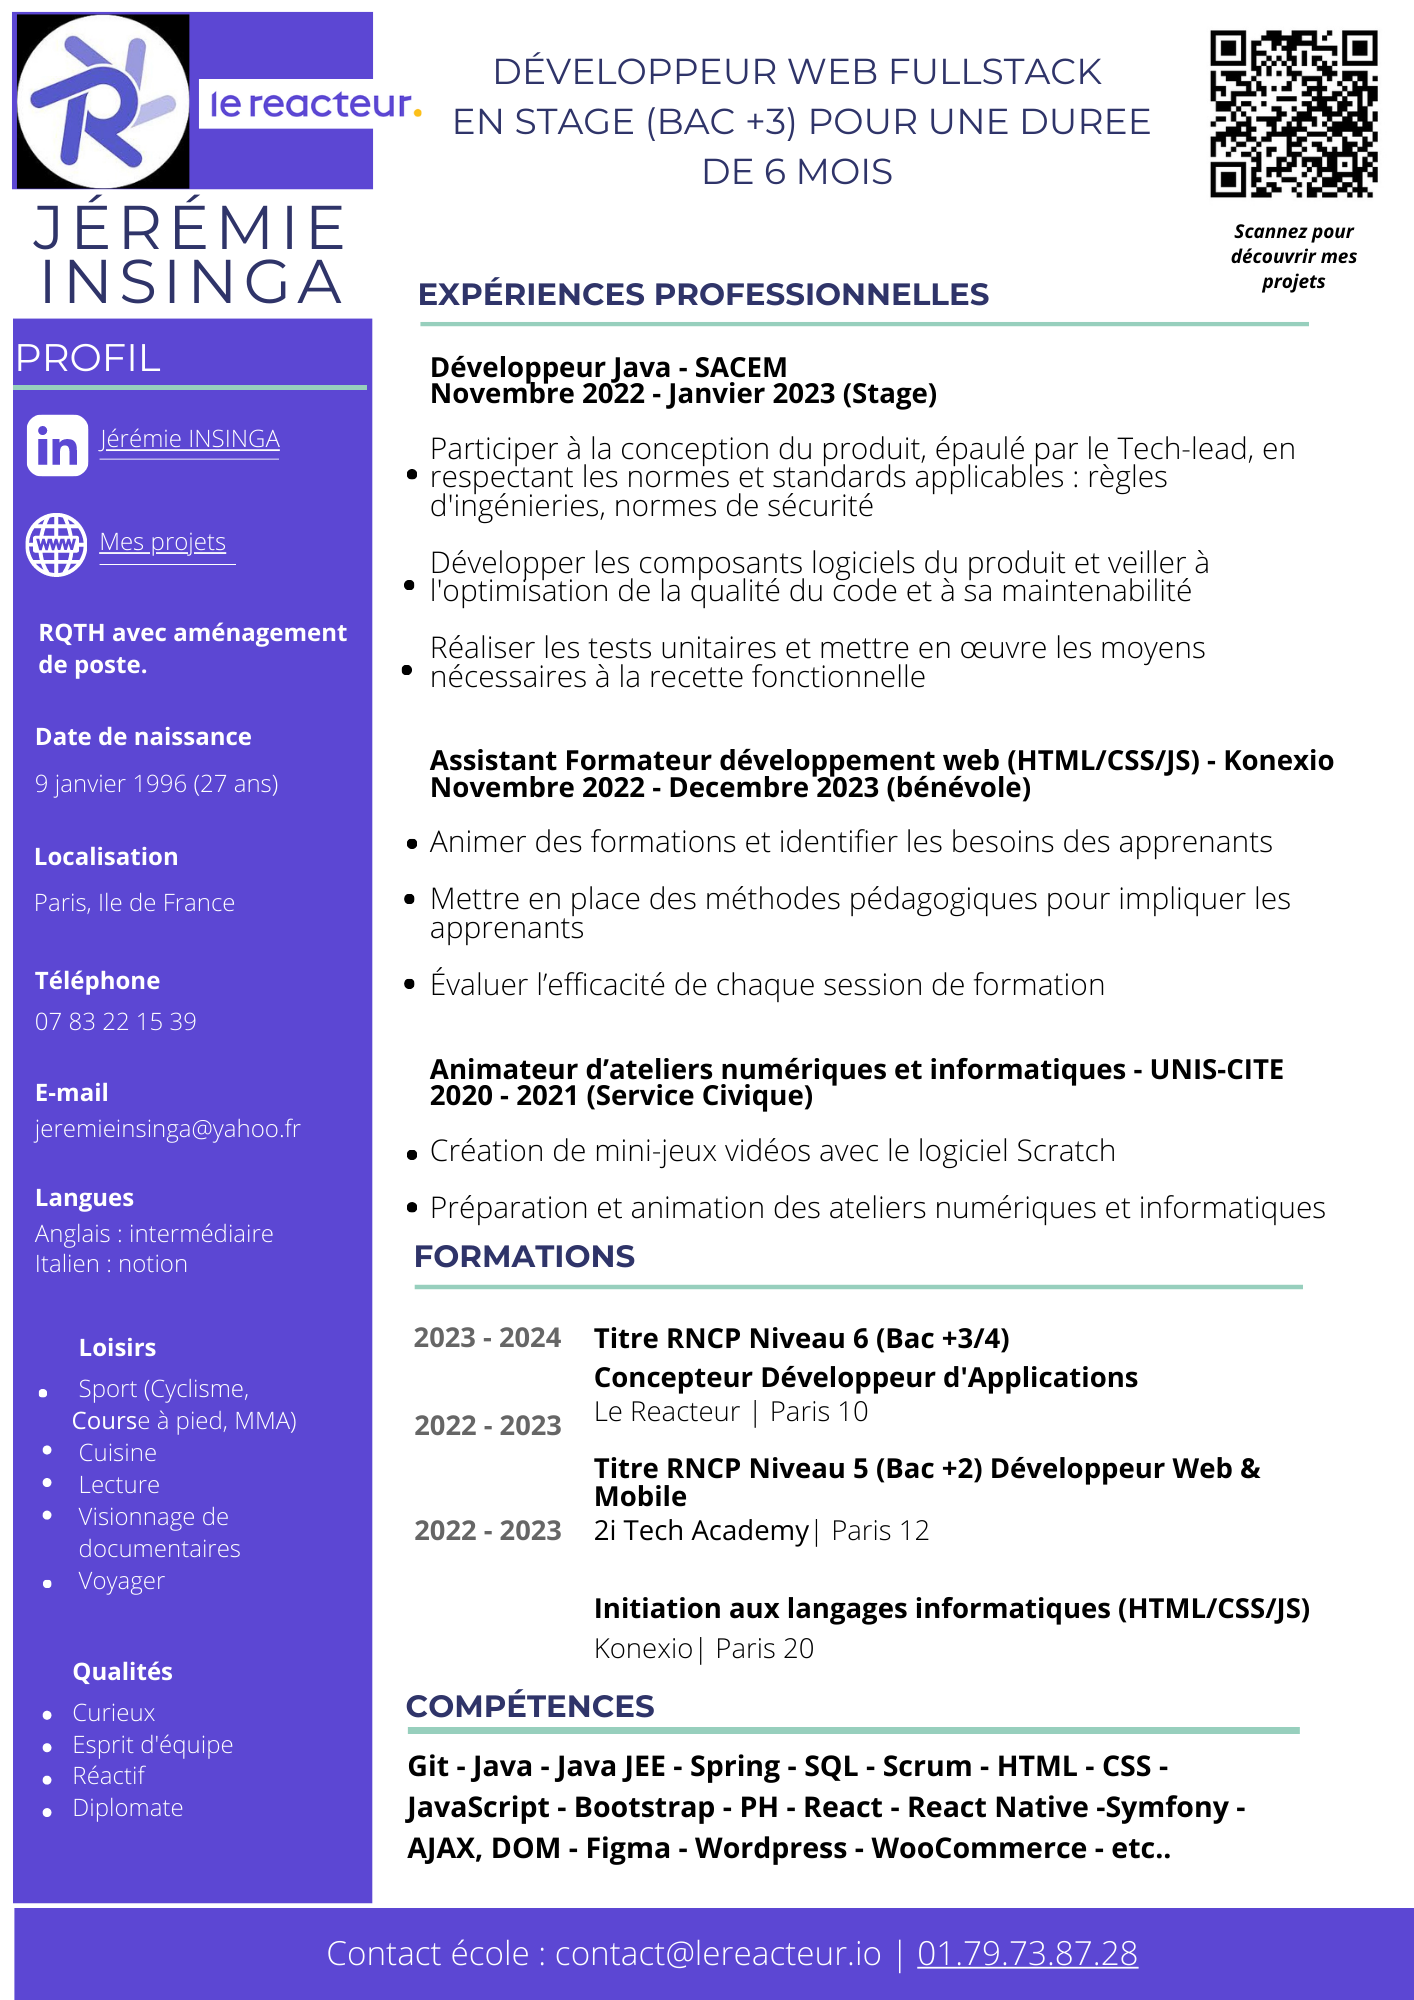 le reacteur.
JÉRÉMIE
INSINGA
DÉVELOPPEUR WEB FULLSTACK
EN STAGE (BAC +3) POUR UNE DUREE
DE 6 MOIS
Scannez pour
découvrir mes
projets
PROFIL
Jérémie INSINGA
www
Mes projets
RQTH avec aménagement
de poste.
Date de naissance
9 janvier 1996 (27 ans)
Localisation
Paris, Ile de France
Téléphone
07 83 22 15 39
E-mail
jeremieinsinga@yahoo.fr
Langues
Anglais : intermédiaire
Italien : notion
Loisirs
• Sport (Cyclisme,
Course à pied, MMA)
• Cuisine
• Lecture
• Visionnage de
documentaires
• Voyager
Qualités
• Curieux
• Esprit d'équipe
• Réactif
• Diplomate
EXPÉRIENCES PROFESSIONNELLES
Développeur Java - SACEM
Novembre 2022 - Janvier 2023 (Stage)
Participer à la conception du produit, épaulé par le Tech-lead, en
• respectant les normes et standards applicables : règles
d'ingénieries, normes de sécurité
Développer les composants logiciels du produit et veiller à
• l'optimisation de la qualité du code et à sa maintenabilité
Réaliser les tests unitaires et mettre en œuvre les moyens
• nécessaires à la recette fonctionnelle
Assistant Formateur développement web (HTML/CSS/JS) - Konexio
Novembre 2022 - Decembre 2023 (bénévole)
• Animer des formations et identifier les besoins des apprenants
• Mettre en place des méthodes pédagogiques pour impliquer les
apprenants
• Évaluer l’efficacité de chaque session de formation
Animateur d’ateliers numériques et informatiques - UNIS-CITE
2020 - 2021 (Service Civique)
• Création de mini-jeux vidéos avec le logiciel Scratch
• Préparation et animation des ateliers numériques et informatiques
FORMATIONS
2023 - 2024 Titre RNCP Niveau 6 (Bac +3/4)
Concepteur Développeur d'Applications
Le Reacteur | Paris 10
2022 - 2023
Titre RNCP Niveau 5 (Bac +2) Développeur Web &
Mobile
2022 - 2023 2i Tech Academy| Paris 12
Initiation aux langages informatiques (HTML/CSS/JS)
Konexio| Paris 20
COMPÉTENCES
Git - Java - Java JEE - Spring - SQL - Scrum - HTML - CSS -
JavaScript - Bootstrap - PH - React - React Native -Symfony -
AJAX, DOM - Figma - Wordpress - WooCommerce - etc..
Contact école : contact@lereacteur.io | 01.79.73.87.28